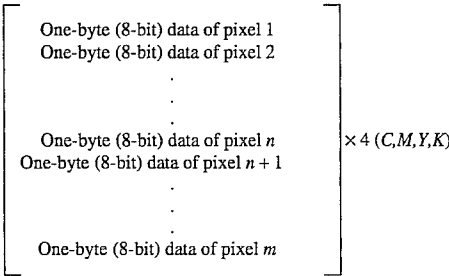 One-byte (8-bit) data of pixel 1
One-byte (8-bit) data of pixel 2
.
.
.
One-byte (8-bit) data of pixel n
× 4 (C,M,Y,K)
One-byte (8-bit) data of pixel n + 1
.
.
.
One-byte (8-bit) data of pixel m